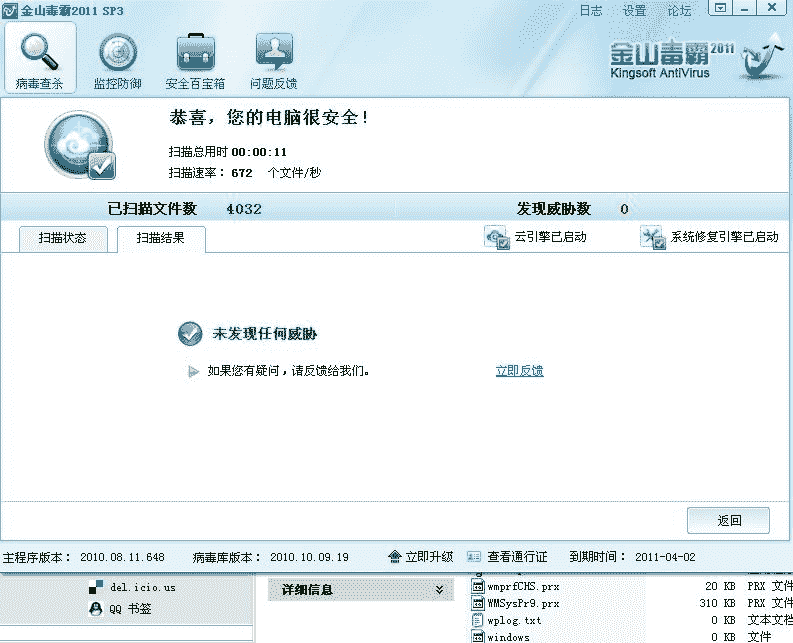 金山毒霸2011 SP3
日志 设置 论坛
病毒查杀 监控防御 安全百宝箱 问题反馈
金山毒霸 2011
Kingsoft AntiVirus
恭喜，您的电脑很安全！
扫描总用时 00:00:11
扫描速率： 672 个文件/秒
已扫描文件数 4032 发现威胁数 0
扫描状态 扫描结果 云引擎已启动 系统修复引擎已启动
未发现任何威胁
如果您有疑问，请反馈给我们。 立即反馈
返回
主程序版本： 2010.08.11.648 病毒库版本： 2010.10.09.19 立即升级 查看通行证 到期时间： 2011-04-02
del.icio.us 详细信息 wmprfCHS.prx 20 KB PRX 文件
QQ 书签 WMSysPr9.prx 310 KB PRX 文件
wplog.txt 0 KB 文本文档
windows 0 KB 文件